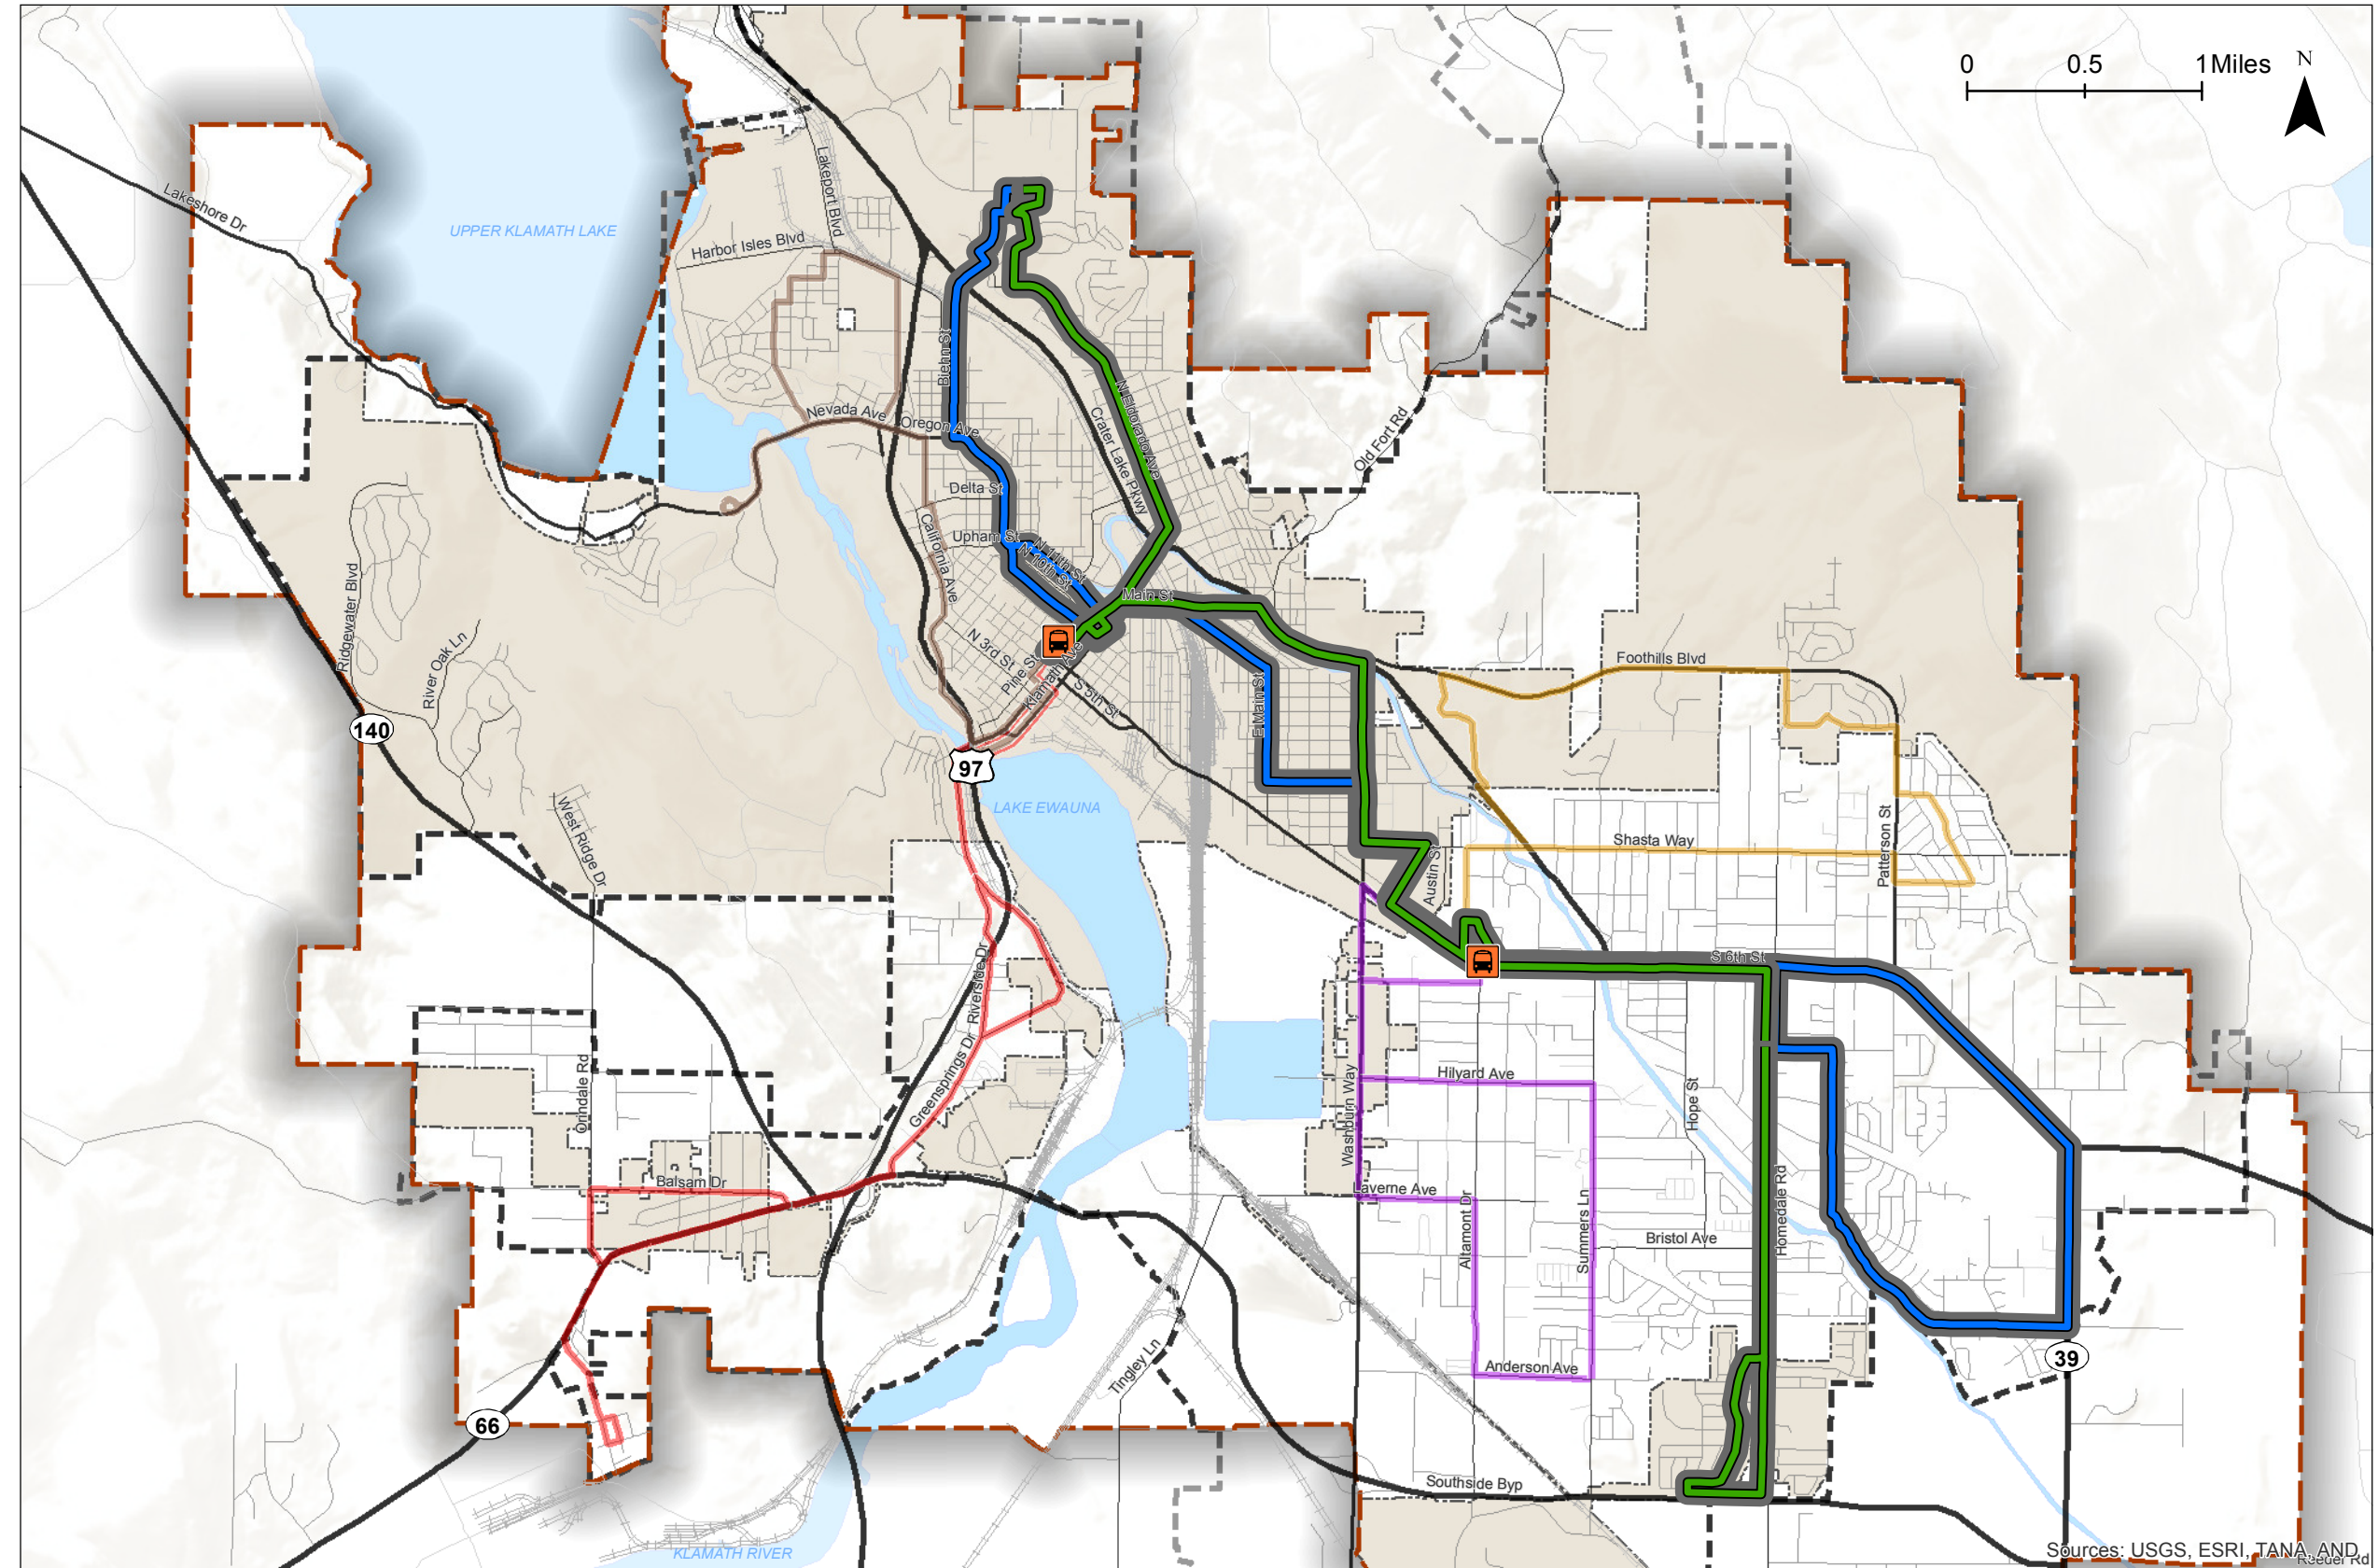 0 0.5 1Miles N
Lakeshore Dr
Lakeport Blvd
UPPER KLAMATH LAKE
Harbor Isles Blvd
Biehn St
Nevada Ave
Oregon Ave
N Eldorado Ave
Crater Lake Pkwy
Old Fort Rd
Delta St
California Ave
Upham St
N 11th St
N 10th St
Main St
Ridgewater Blvd
River Oak Ln
N 3rd St
Pine St
Klamath Ave
S 5th St
E Main St
Foothills Blvd
140
97
LAKE EWAUNA
West Ridge Dr
Shasta Way
Patterson St
Austin St
S 6th St
Riverside Dr
Greensprings Dr
Orindale Rd
Washburn Way
Hilyard Ave
Hope St
Balsam Dr
Laverne Ave
Altamont Dr
Summers Ln
Homedale Rd
Bristol Ave
Tingley Ln
Anderson Ave
39
66
Southside Byp
KLAMATH RIVER
Sources: USGS, ESRI, TANA, AND
Reeder Rd